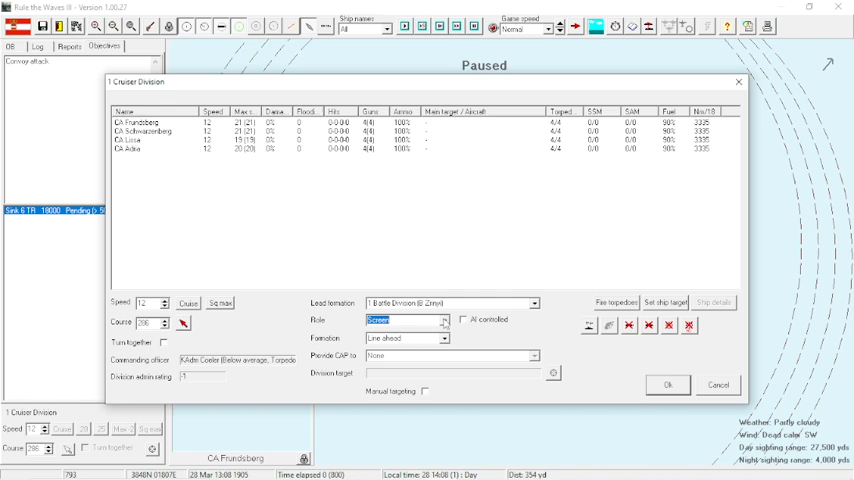 Rule the Waves III - Version 1.00.27
Ship names:
All
Game speed
Normal
OB Log Reports Objectives
Convoy attack
Paused
1 Cruiser Division
Name Speed Max s... Dama... Floodi... Hits Guns Ammo Main target / Aircraft Torped... SSM SAM Fuel Nm/18
CA Frundsberg 12 21 (21) 0% 0 0-0-0-0 4(4) 100% - 4/4 0/0 0/0 90% 3335
CA Schwarzenberg 12 21 (21) 0% 0 0-0-0-0 4(4) 100% - 4/4 0/0 0/0 90% 3335
CA Lissa 12 19 (19) 0% 0 0-0-0-0 4(4) 100% - 4/4 0/0 0/0 90% 3335
CA Adria 12 20 (20) 0% 0 0-0-0-0 4(4) 100% - 4/4 0/0 0/0 90% 3335
Sink 6 TR 18000 Pending (> 50
Speed 12 Cruise Sq max
Lead formation 1 Battle Division (B Zrinyi)
Fire torpedoes Set ship target Ship details
Course 286
Role Screen AI controlled
Turn together
Formation Line ahead
Commanding officer KAdm Coeler (Below average, Torpedo
Provide CAP to None
Division admin rating -1
Division target
Manual targeting
Ok Cancel
1 Cruiser Division
Speed 12 Cruise 20 25 Max-2 Sq max
Course 286 Turn together
CA Frundsberg
Weather: Partly cloudy
Wind: Dead calm SW
Day sighting range: 27,500 yds
Night sighting range: 4,000 yds
793 3848N 01807E 28 Mar 13:08 1905 Time elapsed 0 (800) Local time: 28 14:08 (1) : Day Dist: 354 yd